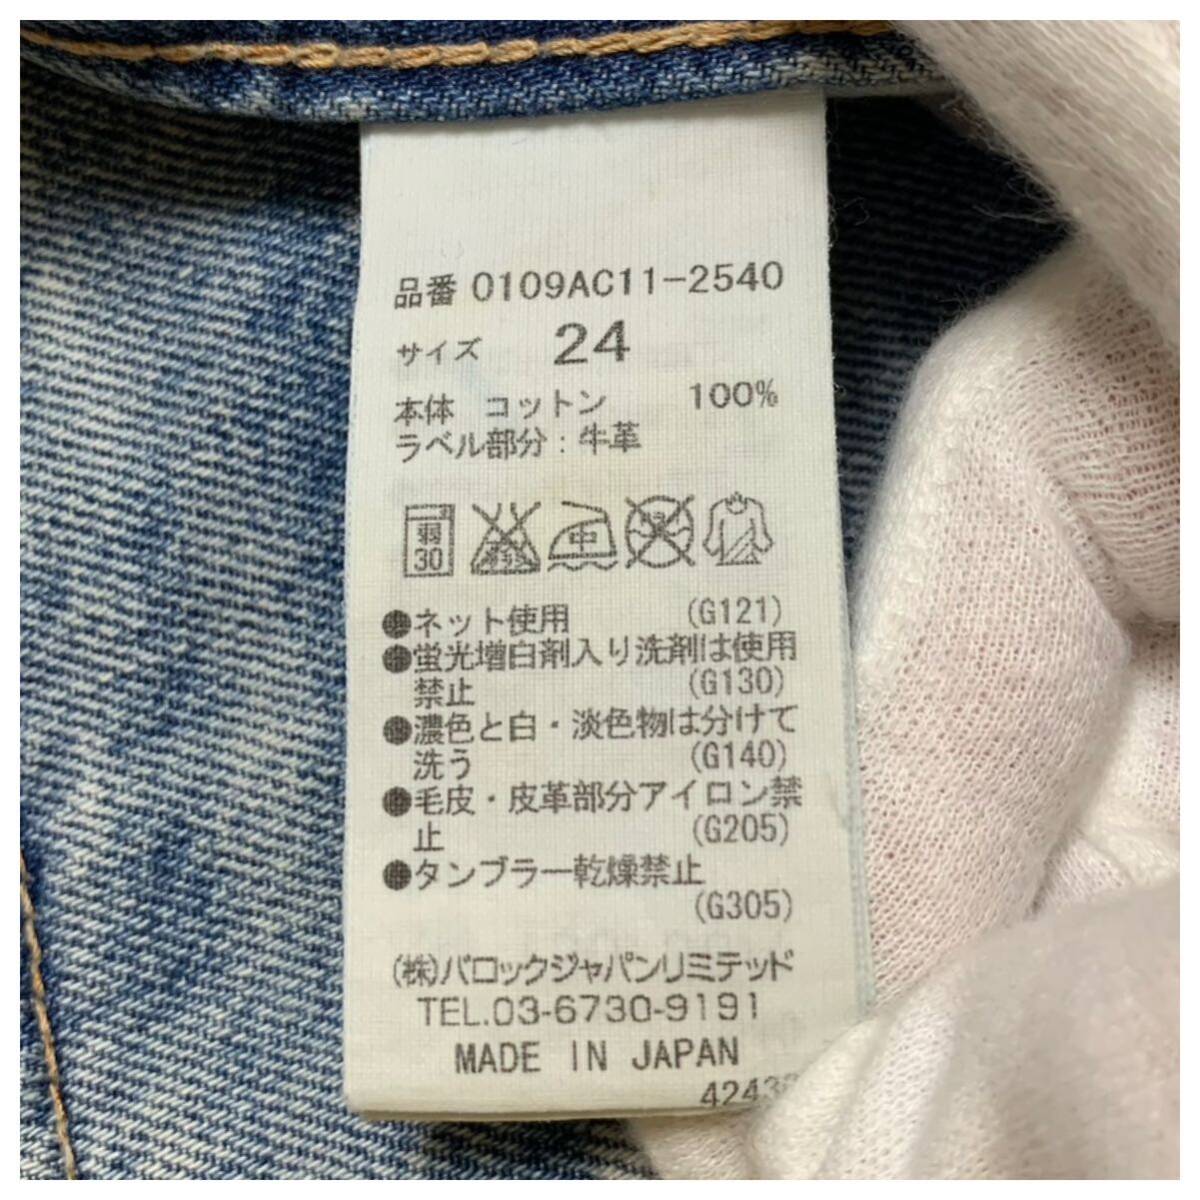 品番 0109AC11-2540
サイズ 24
本体 コットン 100%
ラベル部分：牛革
弱 30 中
●ネット使用 (G121)
●蛍光増白剤入り洗剤は使用
禁止 (G130)
●濃色と白・淡色物は分けて
洗う (G140)
●毛皮・皮革部分アイロン禁
止 (G205)
●タンブラー乾燥禁止
(G305)
(株)バロックジャパンリミテッド
TEL.03-6730-9191
MADE IN JAPAN